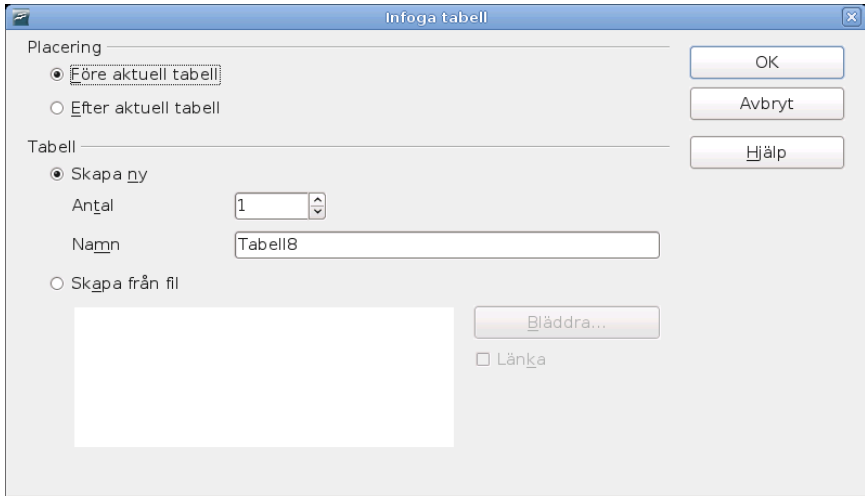 Infoga tabell
Placering
Före aktuell tabell
Efter aktuell tabell
OK
Avbryt
Hjälp
Tabell
Skapa ny
Antal 1
Namn Tabell8
Skapa från fil
Bläddra...
Länka